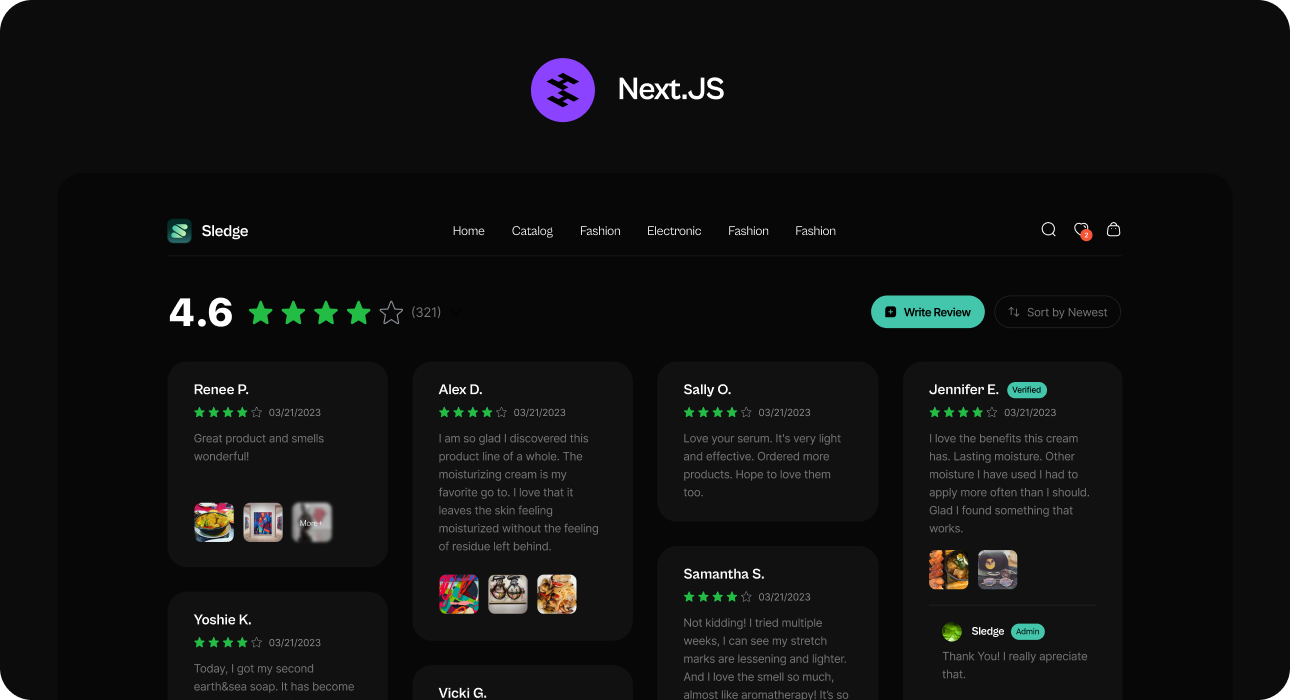 Next.JS
Sledge
Home Catalog Fashion Electronic Fashion Fashion
2
4.6 (321)
Write Review
Sort by Newest
Renee P.
03/21/2023
Great product and smells
wonderful!
More+
Yoshie K.
03/21/2023
Today, I got my second
earth&sea soap. It has become
Alex D.
03/21/2023
I am so glad I discovered this
product line of a whole. The
moisturizing cream is my
favorite go to. I love that it
leaves the skin feeling
moisturized without the feeling
of residue left behind.
Vicki G.
Sally O.
03/21/2023
Love your serum. It's very light
and effective. Ordered more
products. Hope to love them
too.
Samantha S.
03/21/2023
Not kidding! I tried multiple
weeks, I can see my stretch
marks are lessening and lighter.
And I love the smell so much,
almost like aromatherapy! It's so
Jennifer E. Verified
03/21/2023
I love the benefits this cream
has. Lasting moisture. Other
moisture I have used I had to
apply more often than I should.
Glad I found something that
works.
Sledge Admin
Thank You! I really apreciate
that.